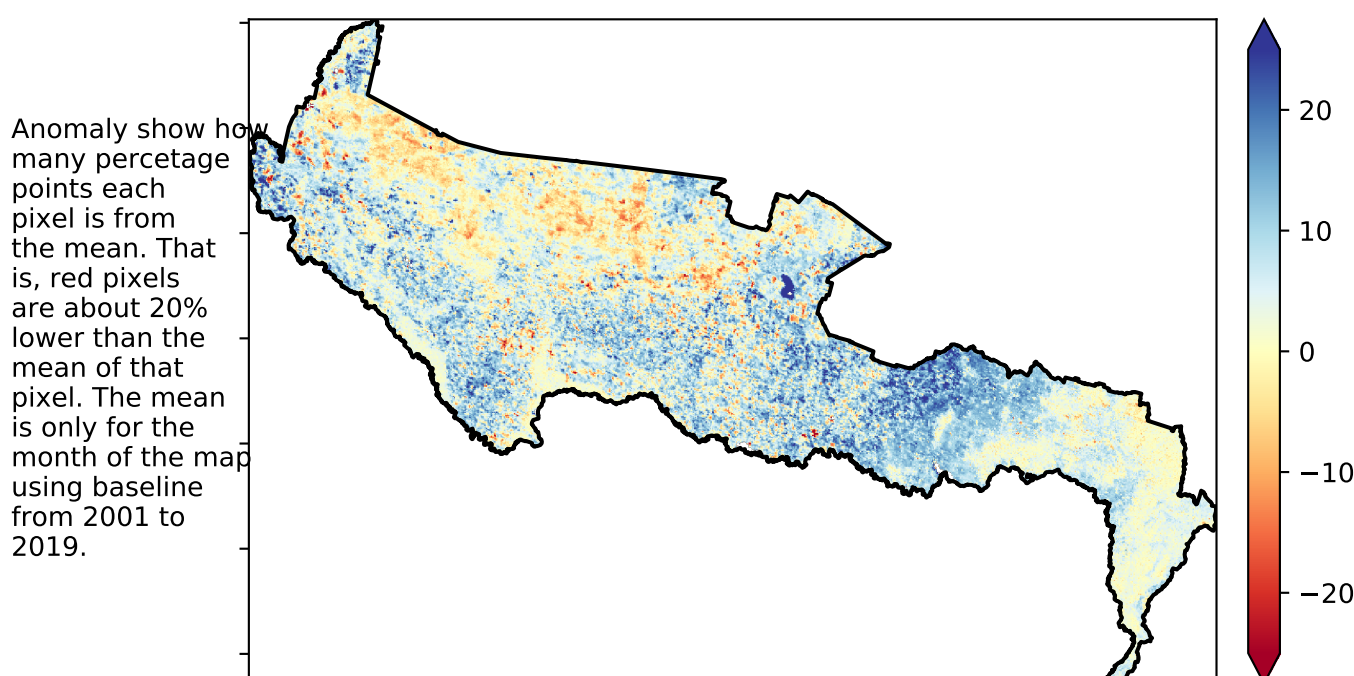 Anomaly show how
many percetage
points each
pixel is from
the mean. That
is, red pixels
are about 20%
lower than the
mean of that
pixel. The mean
is only for the
month of the map
using baseline
from 2001 to
2019.
20
10
0
−10
−20